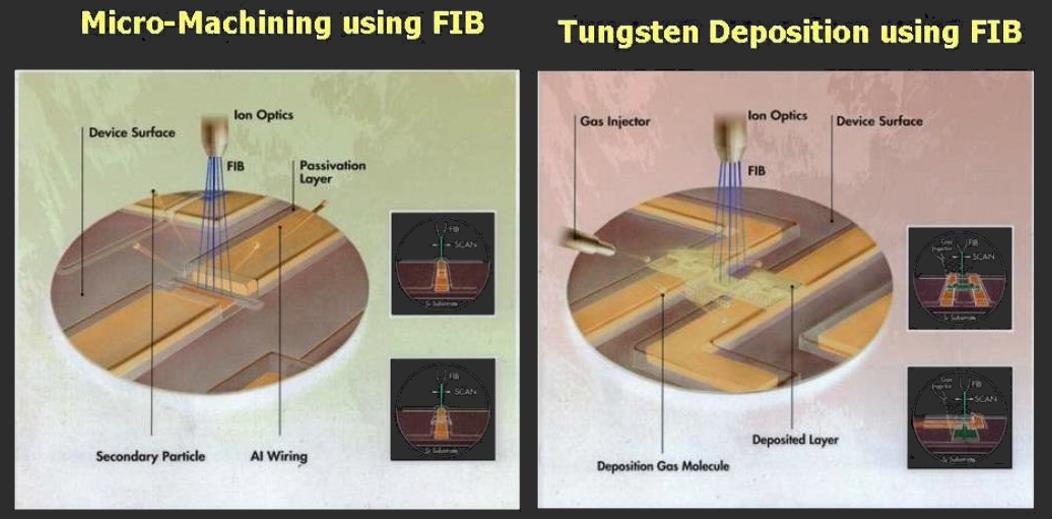 Micro-Machining using FIB
Tungsten Deposition using FIB
Ion Optics
Device Surface
FIB
Passivation
Layer
FIB
SCAN
Si Substrate
FIB
SCAN
Si Substrate
Secondary Particle
Al Wiring
Gas Injector
Ion Optics
Device Surface
FIB
Gas
Injector
FIB
SCAN
Si Substrate
Gas
Injector
FIB
SCAN
Si Substrate
Deposited Layer
Deposition Gas Molecule